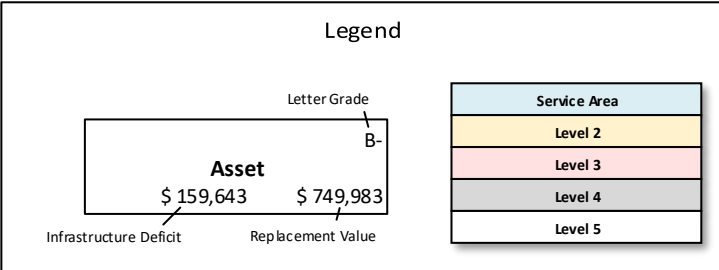 Legend
Letter Grade
B-
Asset
$ 159,643 $ 749,983
Infrastructure Deficit Replacement Value
Service Area
Level 2
Level 3
Level 4
Level 5